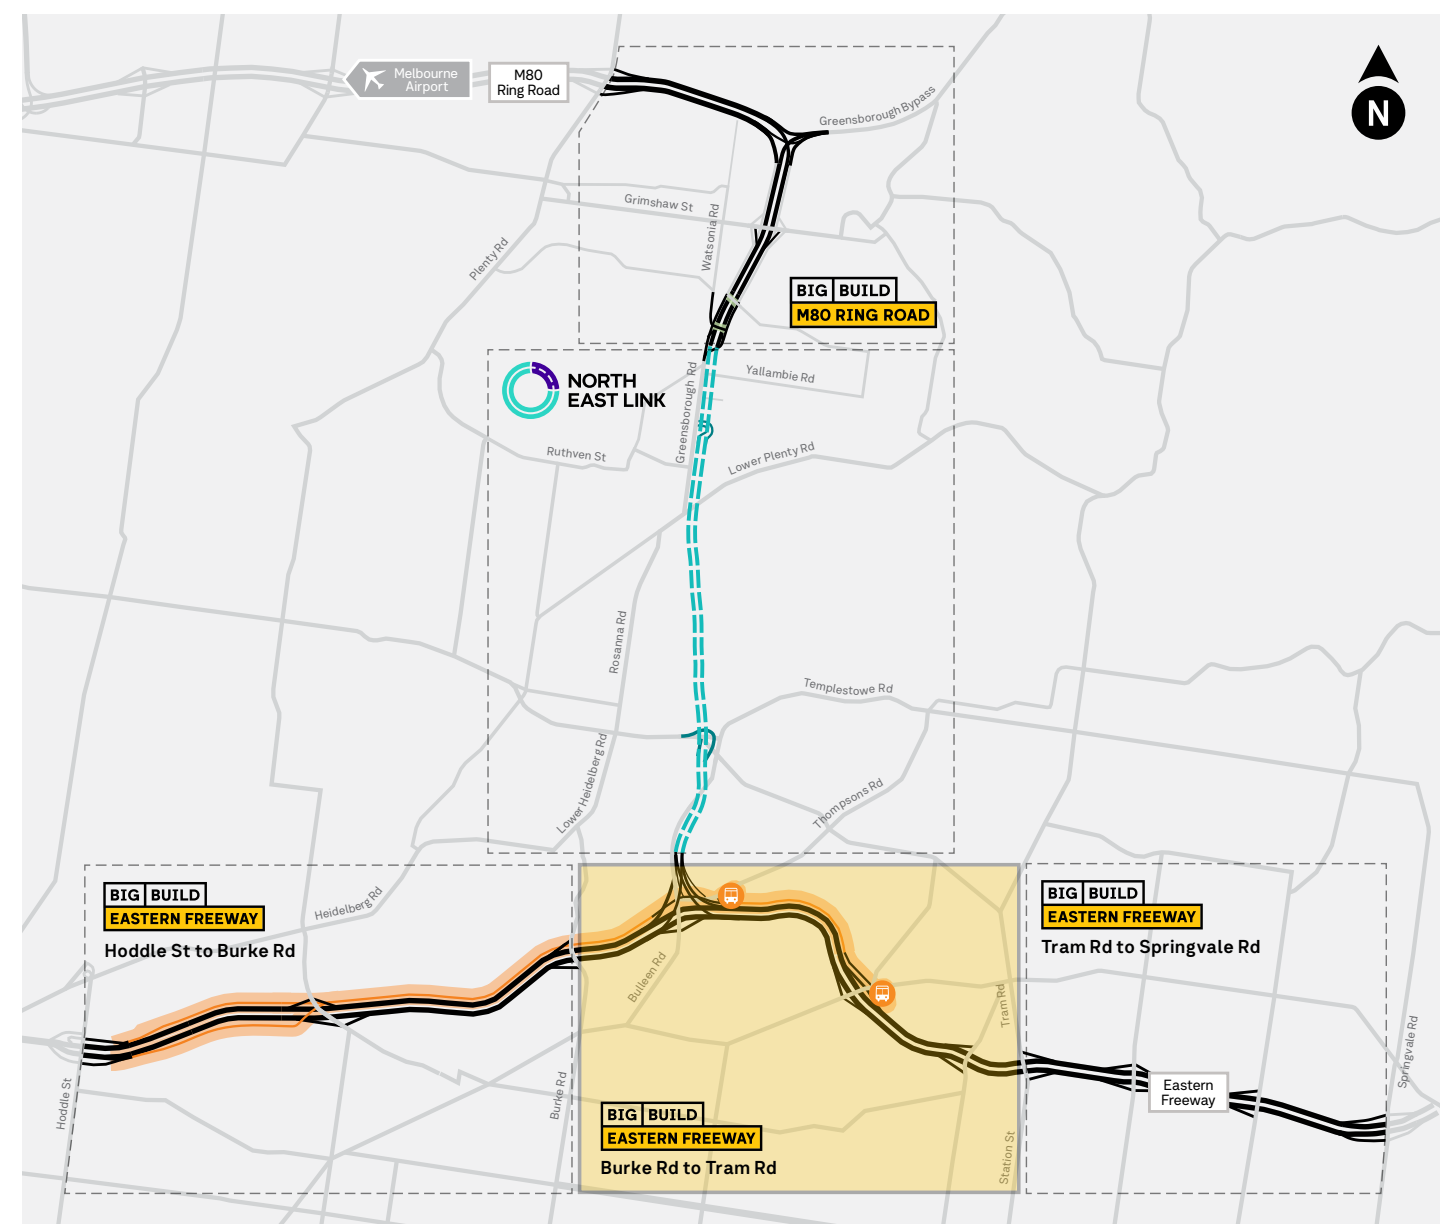 Melbourne
Airport
M80
Ring Road
N
Greensborough Bypass
Grimshaw St
Watsonia Rd
Plenty Rd
BIG BUILD
M80 RING ROAD
NORTH
EAST LINK
Greensborough Rd
Yallambie Rd
Ruthven St
Lower Plenty Rd
Rosanna Rd
Templestowe Rd
Lower Heidelberg Rd
Thompsons Rd
BIG BUILD
EASTERN FREEWAY
Hoddle St to Burke Rd
Heidelberg Rd
BIG BUILD
EASTERN FREEWAY
Tram Rd to Springvale Rd
Bulleen Rd
Tram Rd
Springvale Rd
Hoddle St
Burke Rd
Eastern
Freeway
BIG BUILD
EASTERN FREEWAY
Burke Rd to Tram Rd
Station St